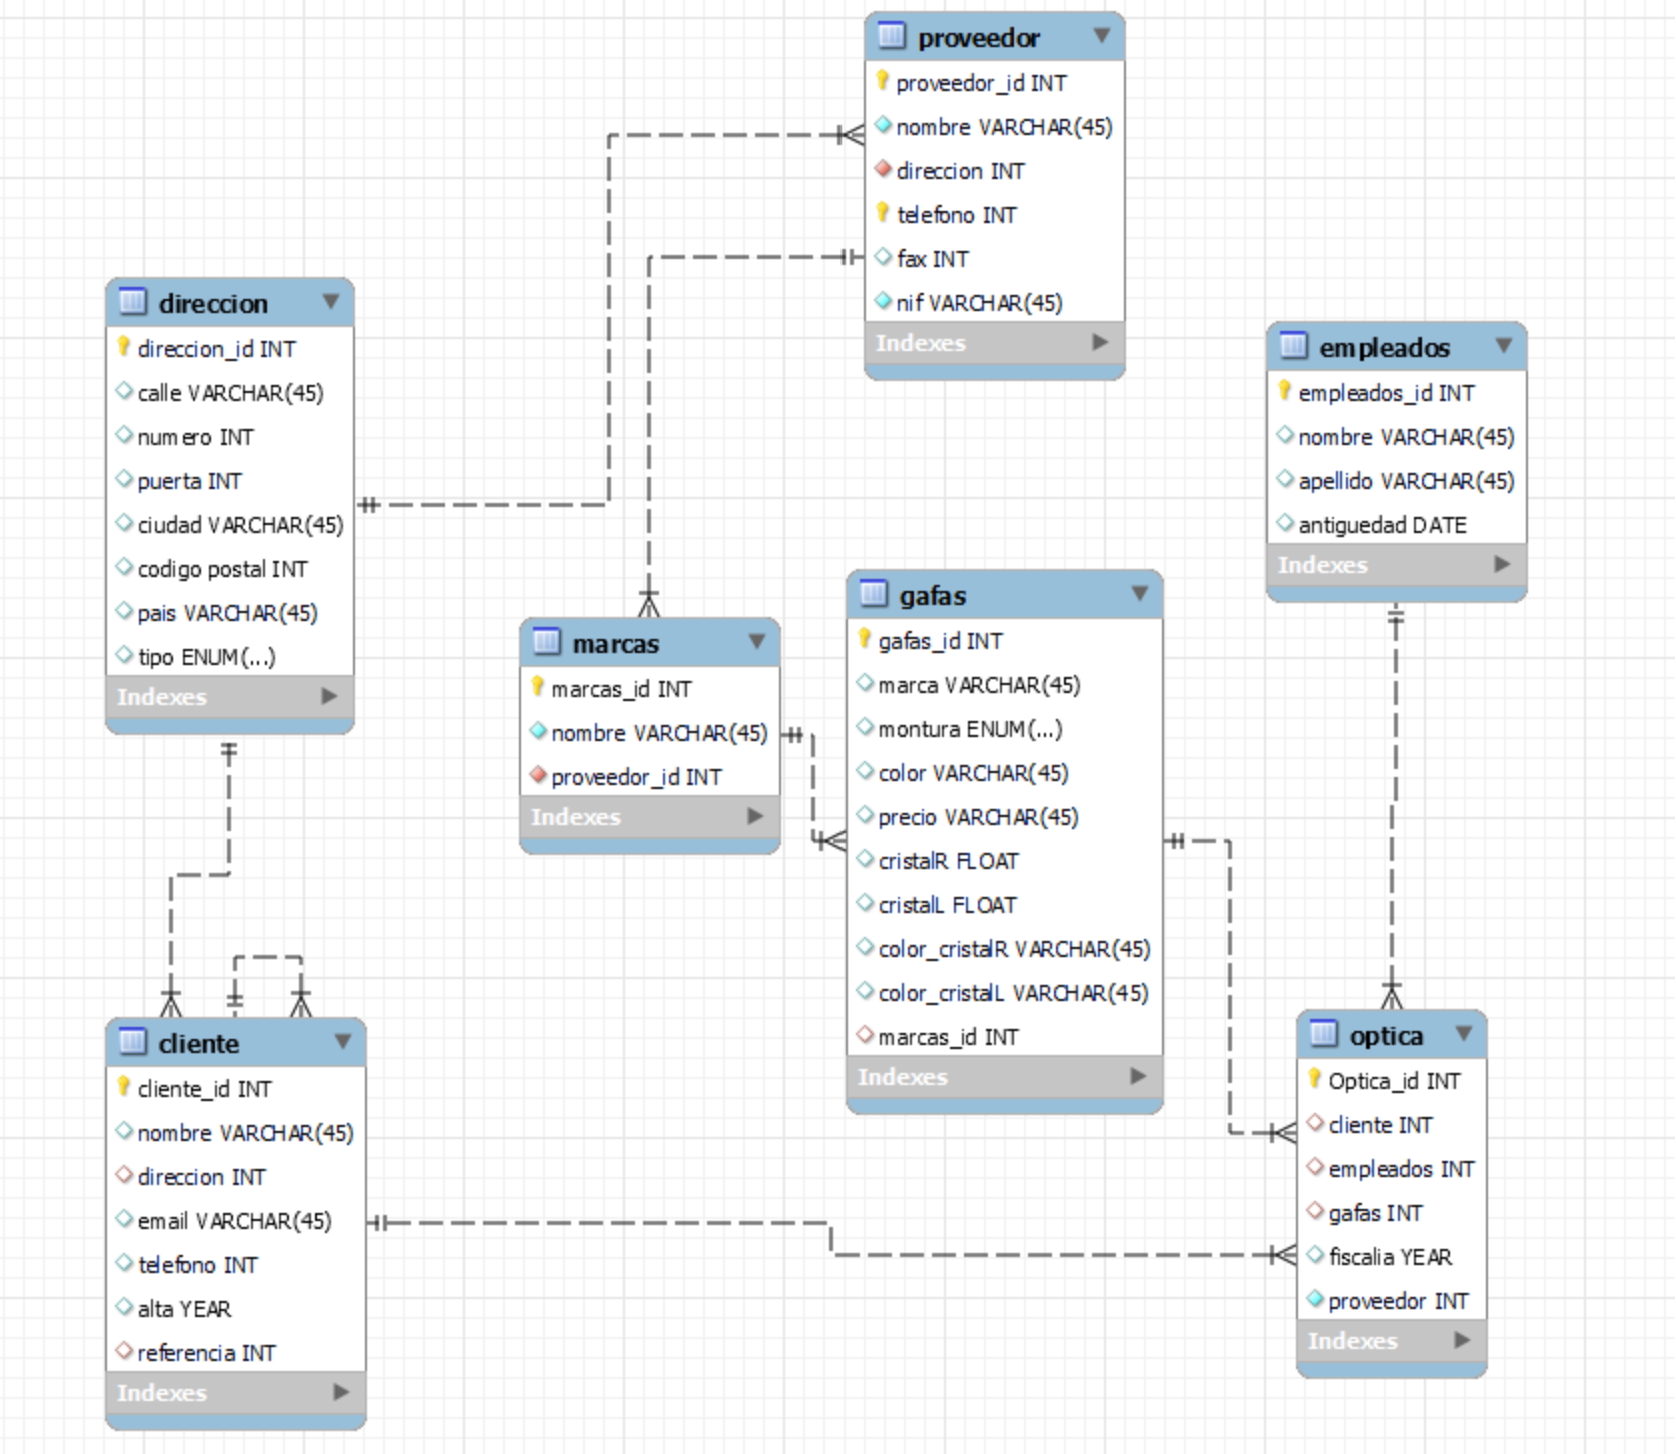 proveedor
proveedor_id INT
nombre VARCHAR(45)
direccion INT
telefono INT
fax INT
nif VARCHAR(45)
Indexes
direccion
direccion_id INT
calle VARCHAR(45)
numero INT
puerta INT
ciudad VARCHAR(45)
codigo postal INT
pais VARCHAR(45)
tipo ENUM(...)
Indexes
empleados
empleados_id INT
nombre VARCHAR(45)
apellido VARCHAR(45)
antiguedad DATE
Indexes
marcas
marcas_id INT
nombre VARCHAR(45)
proveedor_id INT
Indexes
gafas
gafas_id INT
marca VARCHAR(45)
montura ENUM(...)
color VARCHAR(45)
precio VARCHAR(45)
cristalR FLOAT
cristalL FLOAT
color_cristalR VARCHAR(45)
color_cristalL VARCHAR(45)
marcas_id INT
Indexes
cliente
cliente_id INT
nombre VARCHAR(45)
direccion INT
email VARCHAR(45)
telefono INT
alta YEAR
referencia INT
Indexes
optica
Optica_id INT
cliente INT
empleados INT
gafas INT
fiscalia YEAR
proveedor INT
Indexes